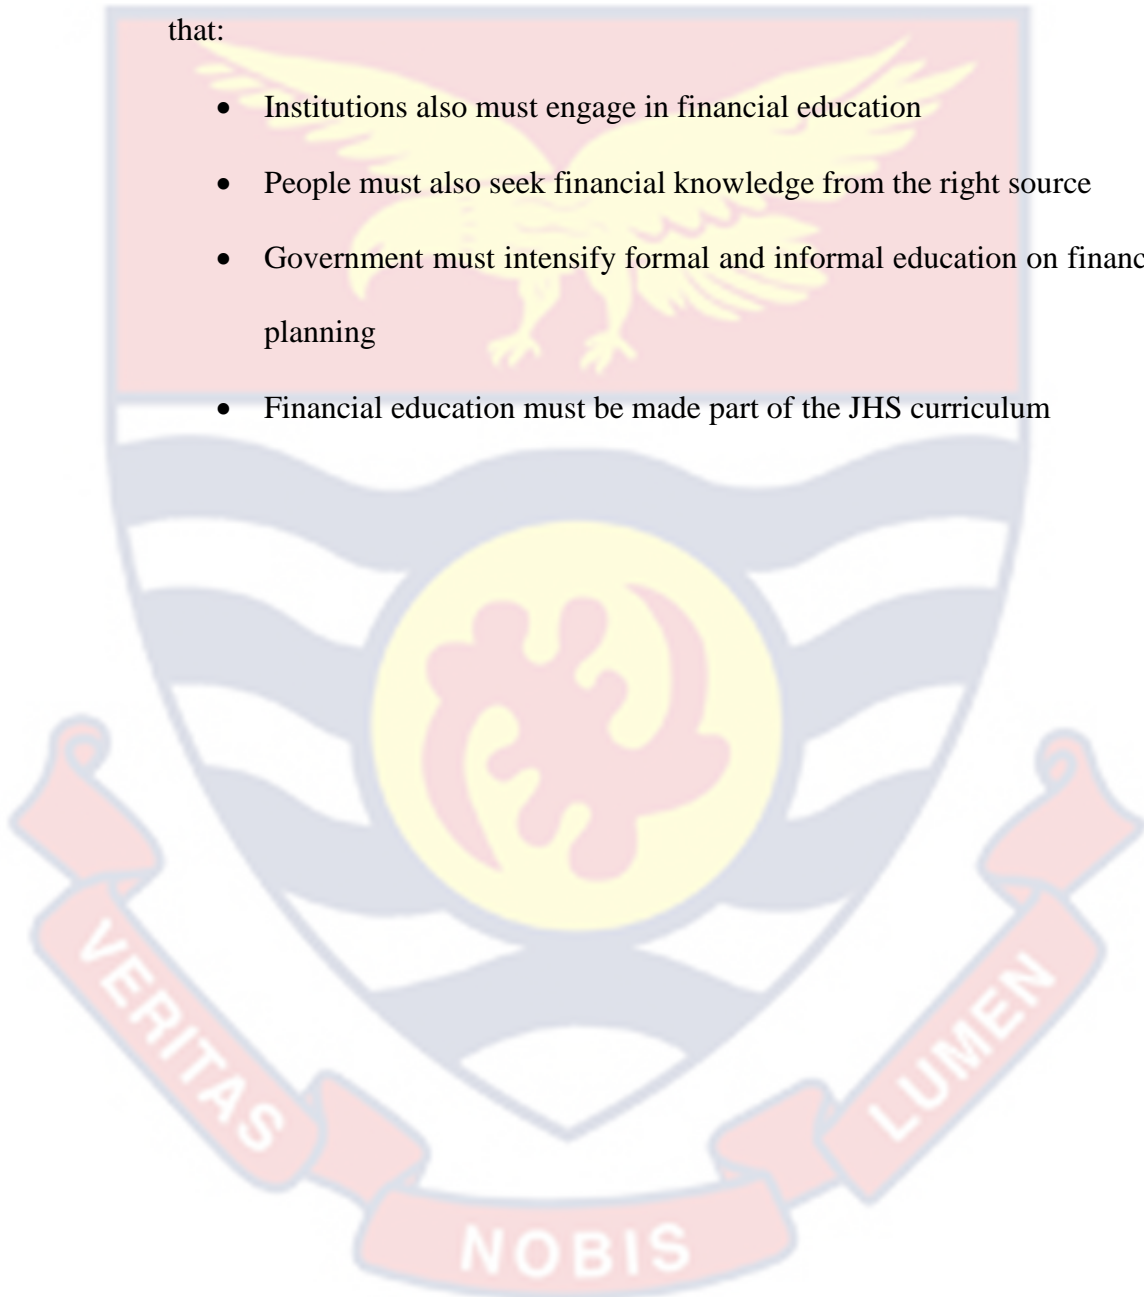 that:
• Institutions also must engage in financial education
• People must also seek financial knowledge from the right source
• Government must intensify formal and informal education on financ
planning
• Financial education must be made part of the JHS curriculum
VERITAS
NOBIS
LUMEN